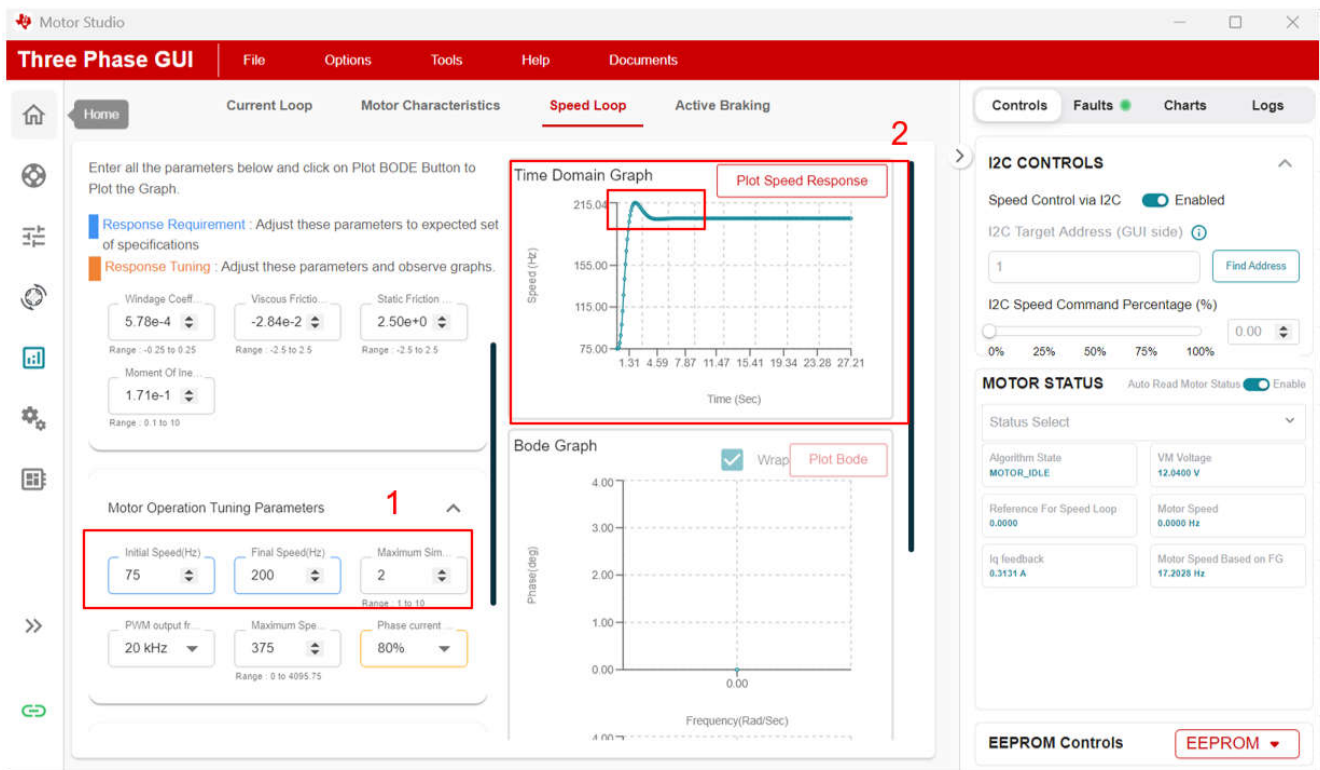 Motor Studio
Three Phase GUI
File
Options
Tools
Help
Documents
Home
Current Loop
Motor Characteristics
Speed Loop
Active Braking
Controls
Faults
Charts
Logs
Enter all the parameters below and click on Plot BODE Button to
Plot the Graph.
Response Requirement : Adjust these parameters to expected set
of specifications
Response Tuning : Adjust these parameters and observe graphs.
Windage Coeff...
Viscous Frictio...
Static Friction ...
5.78e-4
-2.84e-2
2.50e+0
Range : -0.25 to 0.25
Range : -2.5 to 2.5
Range : -2.5 to 2.5
Moment Of Ine...
1.71e-1
Range : 0.1 to 10
Motor Operation Tuning Parameters
1
Initial Speed(Hz)
Final Speed(Hz)
Maximum Sim...
75
200
2
Range : 1 to 10
PWM output fr...
Maximum Spe...
Phase current ...
20 kHz
375
80%
Range : 0 to 4095.75
2
Time Domain Graph
Plot Speed Response
215.04
155.00
115.00
75.00
Speed (Hz)
1.31 4.59 7.87 11.47 15.41 19.34 23.28 27.21
Time (Sec)
Bode Graph
Wrap
Plot Bode
4.00
3.00
2.00
1.00
0.00
Phase(deg)
0.00
Frequency(Rad/Sec)
4.00
I2C CONTROLS
Speed Control via I2C
Enabled
I2C Target Address (GUI side)
1
Find Address
I2C Speed Command Percentage (%)
0.00
0% 25% 50% 75% 100%
MOTOR STATUS
Auto Read Motor Status
Enable
Status Select
Algorithm State
MOTOR_IDLE
VM Voltage
12.0400 V
Reference For Speed Loop
0.0000
Motor Speed
0.0000 Hz
Iq feedback
0.3131 A
Motor Speed Based on FG
17.2028 Hz
EEPROM Controls
EEPROM